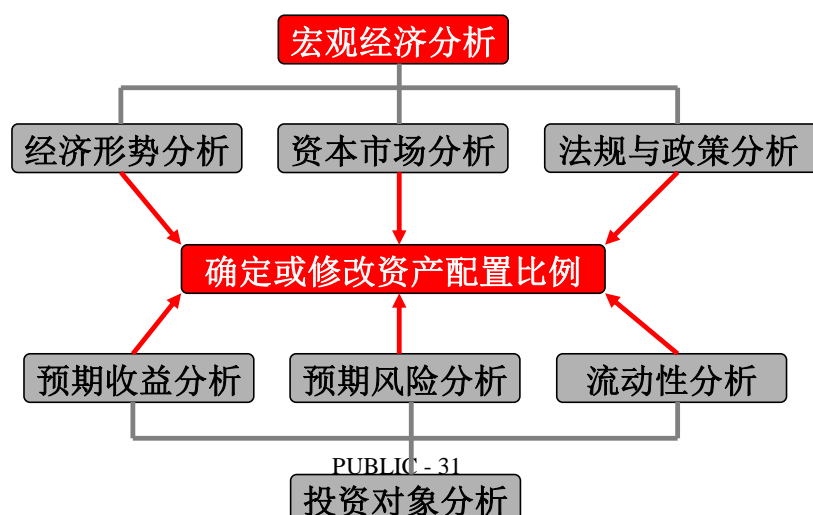 宏观经济分析
经济形势分析
资本市场分析
法规与政策分析
确定或修改资产配置比例
预期收益分析
预期风险分析
流动性分析
PUBLIC - 31
投资对象分析